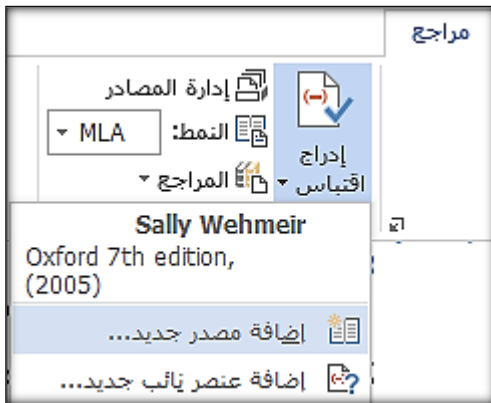 مراجع
إدراج
اقتباس
إدارة المصادر
النمط: MLA
المراجع
Sally Wehmeir
Oxford 7th edition,
(2005)
إضافة مصدر جديد...
إضافة عنصر نائب جديد...